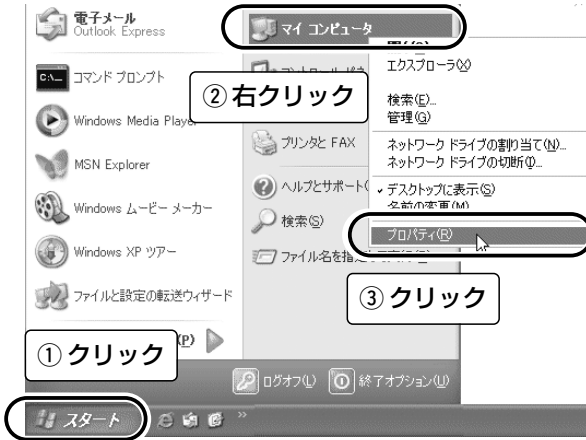 電子メール
Outlook Express
コマンド プロンプト
Windows Media Player
MSN Explorer
Windows ムービー メーカー
Windows XP ツアー
ファイルと設定の転送ウィザード
(P)
① クリック
スタート
マイ コンピュータ
② 右クリック
プリンタと FAX
ヘルプとサポート(
検索(S)
ファイル名を指定
エクスプローラ(X)
検索(E)...
管理(G)
ネットワーク ドライブの割り当て(N)...
ネットワーク ドライブの切断(I)...
デスクトップに表示(S)
名前の変更(M)
プロパティ(R)
③ クリック
ログオフ(L)
終了オプション(U)